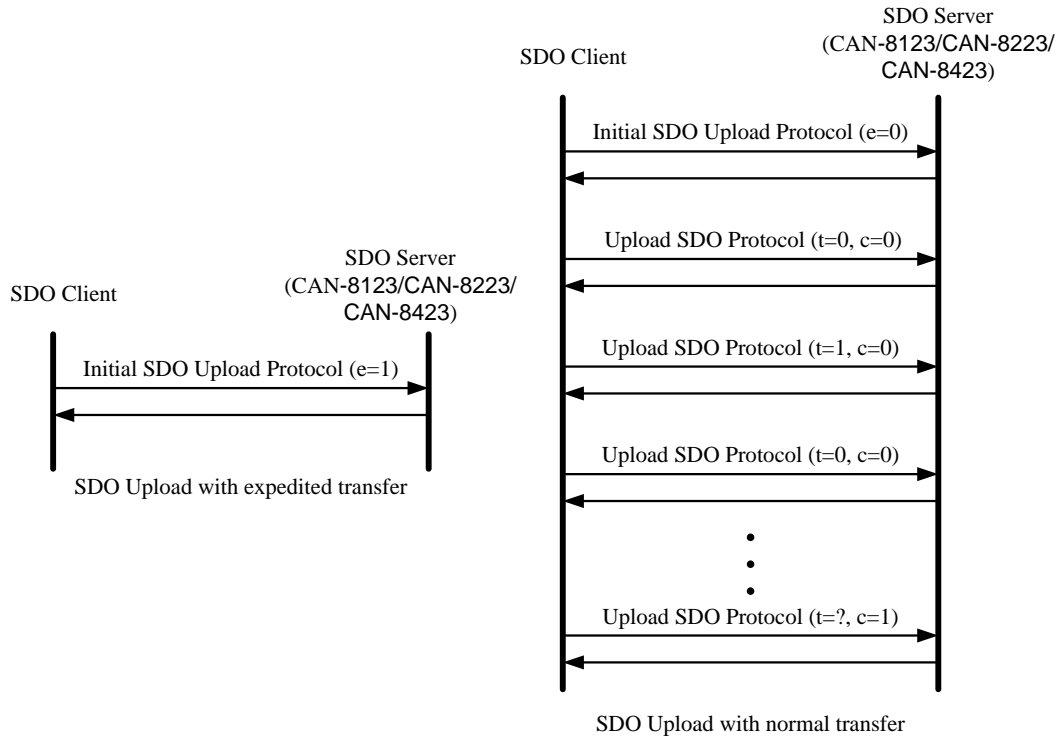 SDO Client
SDO Server
(CAN-8123/CAN-8223/
CAN-8423)
Initial SDO Upload Protocol (e=1)
SDO Upload with expedited transfer
SDO Client
SDO Server
(CAN-8123/CAN-8223/
CAN-8423)
Initial SDO Upload Protocol (e=0)
Upload SDO Protocol (t=0, c=0)
Upload SDO Protocol (t=1, c=0)
Upload SDO Protocol (t=0, c=0)
Upload SDO Protocol (t=?, c=1)
SDO Upload with normal transfer